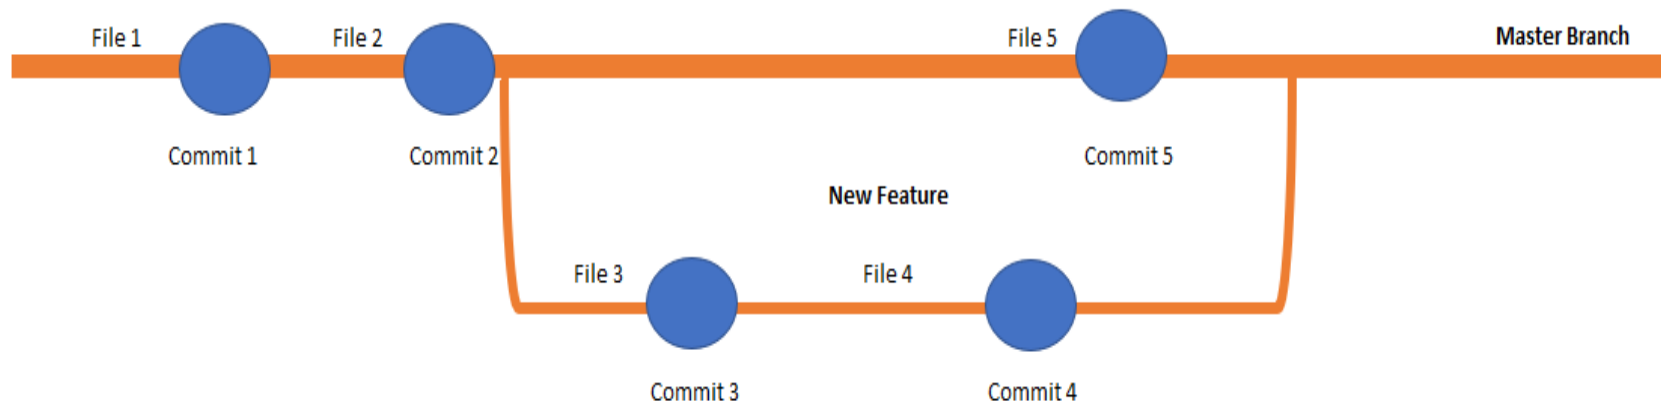 File 1
File 2
File 5
Master Branch
Commit 1
Commit 2
Commit 5
New Feature
File 3
File 4
Commit 3
Commit 4